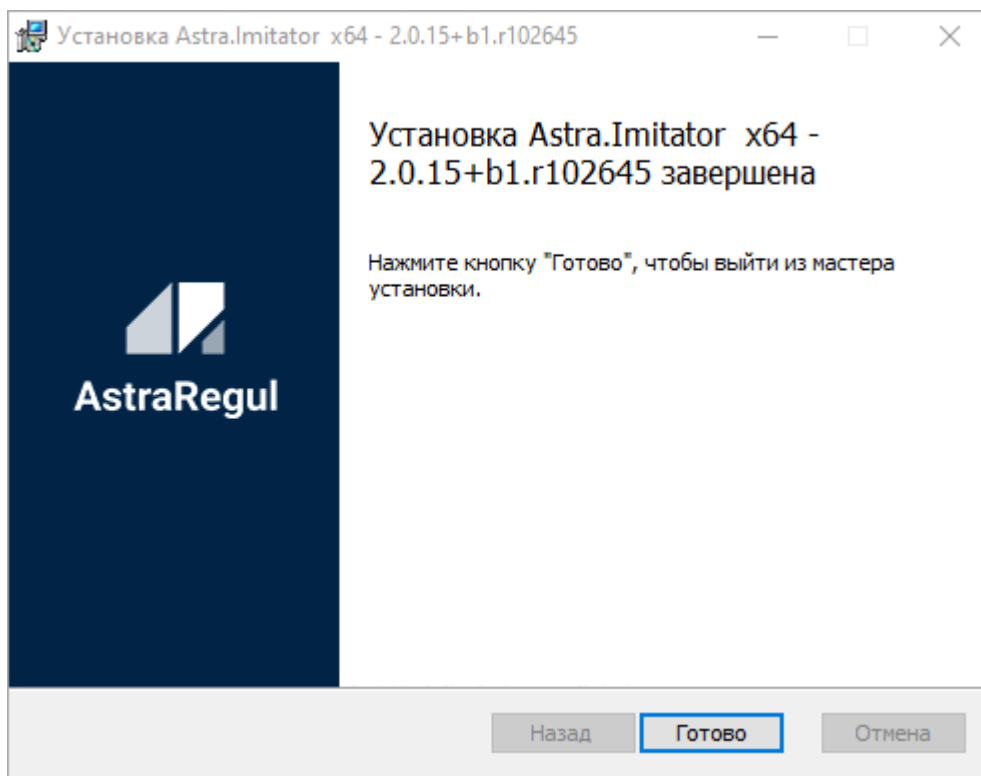 Установка Astra.Imitator x64 - 2.0.15+b1.r102645
Установка Astra.Imitator x64 -
2.0.15+b1.r102645 завершена
Нажмите кнопку "Готово", чтобы выйти из мастера
установки.
AstraRegul
Назад
Готово
Отмена